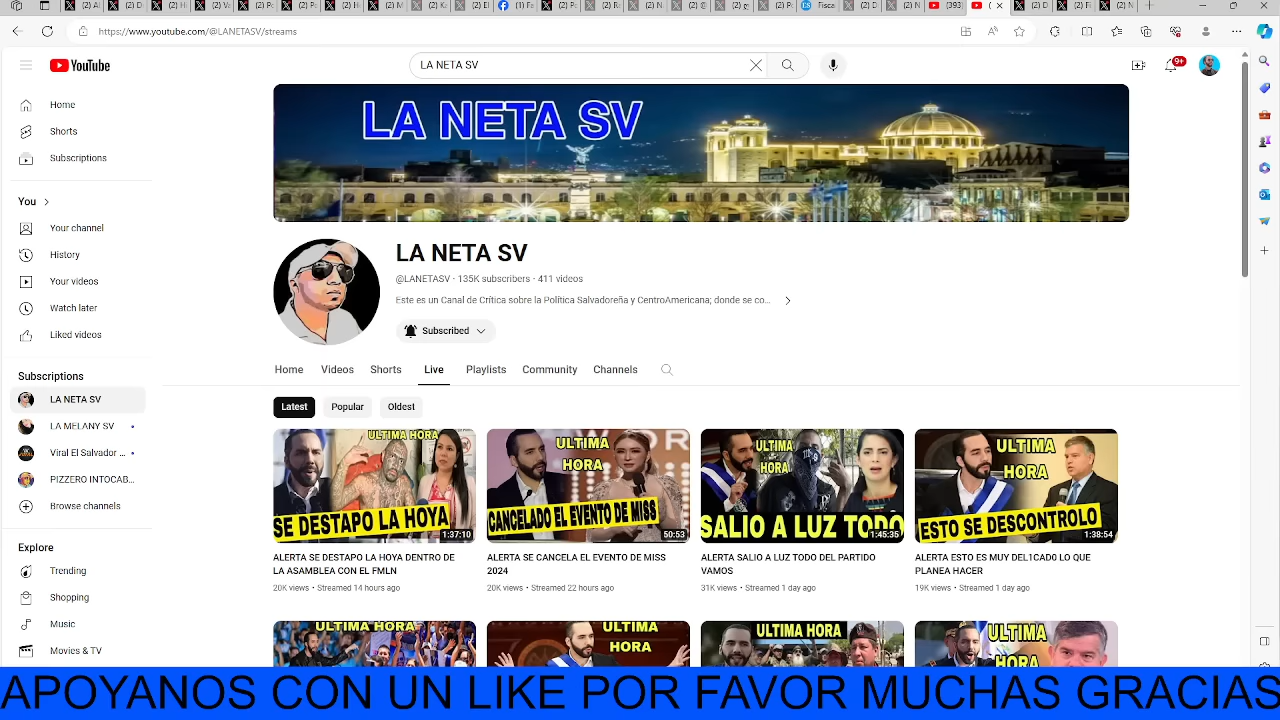 https://www.youtube.com/@LANETASV/streams
YouTube
LA NETA SV
9+
Home
Shorts
Subscriptions
You
Your channel
History
Your videos
Watch later
Liked videos
Subscriptions
LA NETA SV
LA MELANY SV
Vd El Salvador ...
PEDRITO INTOCAB...
Browse channels
Explore
Trending
Shopping
Music
Movies & TV
LA NETA SV
LA NETA SV
@LANETASV · 135K subscribers · 411 videos
Este es un Canal de Crítica sobre la Política Salvadoreña y CentroAmericana; donde se co...
Subscribed
Home Videos Shorts Live Playlists Community Channels
Latest Popular Oldest
ULTIMA HORA
SE DESTAPO LA HOYA
1:37:10
ALERTA SE DESTAPO LA HOYA DENTRO DE
LA ASAMBLEA CON EL FMLN
20K views · Streamed 14 hours ago
ULTIMA
HORA
CANCELADO EL EVENTO DE MISS
50:53
ALERTA SE CANCELA EL EVENTO DE MISS
2024
20K views · Streamed 22 hours ago
ULTIMA
HORA
SALIO A LUZ TODO
1:45:35
ALERTA SALIO A LUZ TODO DEL PARTIDO
VAMOS
31K views · Streamed 1 day ago
ULTIMA
HORA
ESTO SE DESCONTROLO
1:38:54
ALERTA ESTO ES MUY DEL1CAD0 LO QUE
PLANEA HACER
19K views · Streamed 1 day ago
ULTIMA HORA
ULTIMA
HORA
ULTIMA HORA
ULTIMA
HORA
APOYANOS CON UN LIKE POR FAVOR MUCHAS GRACIAS